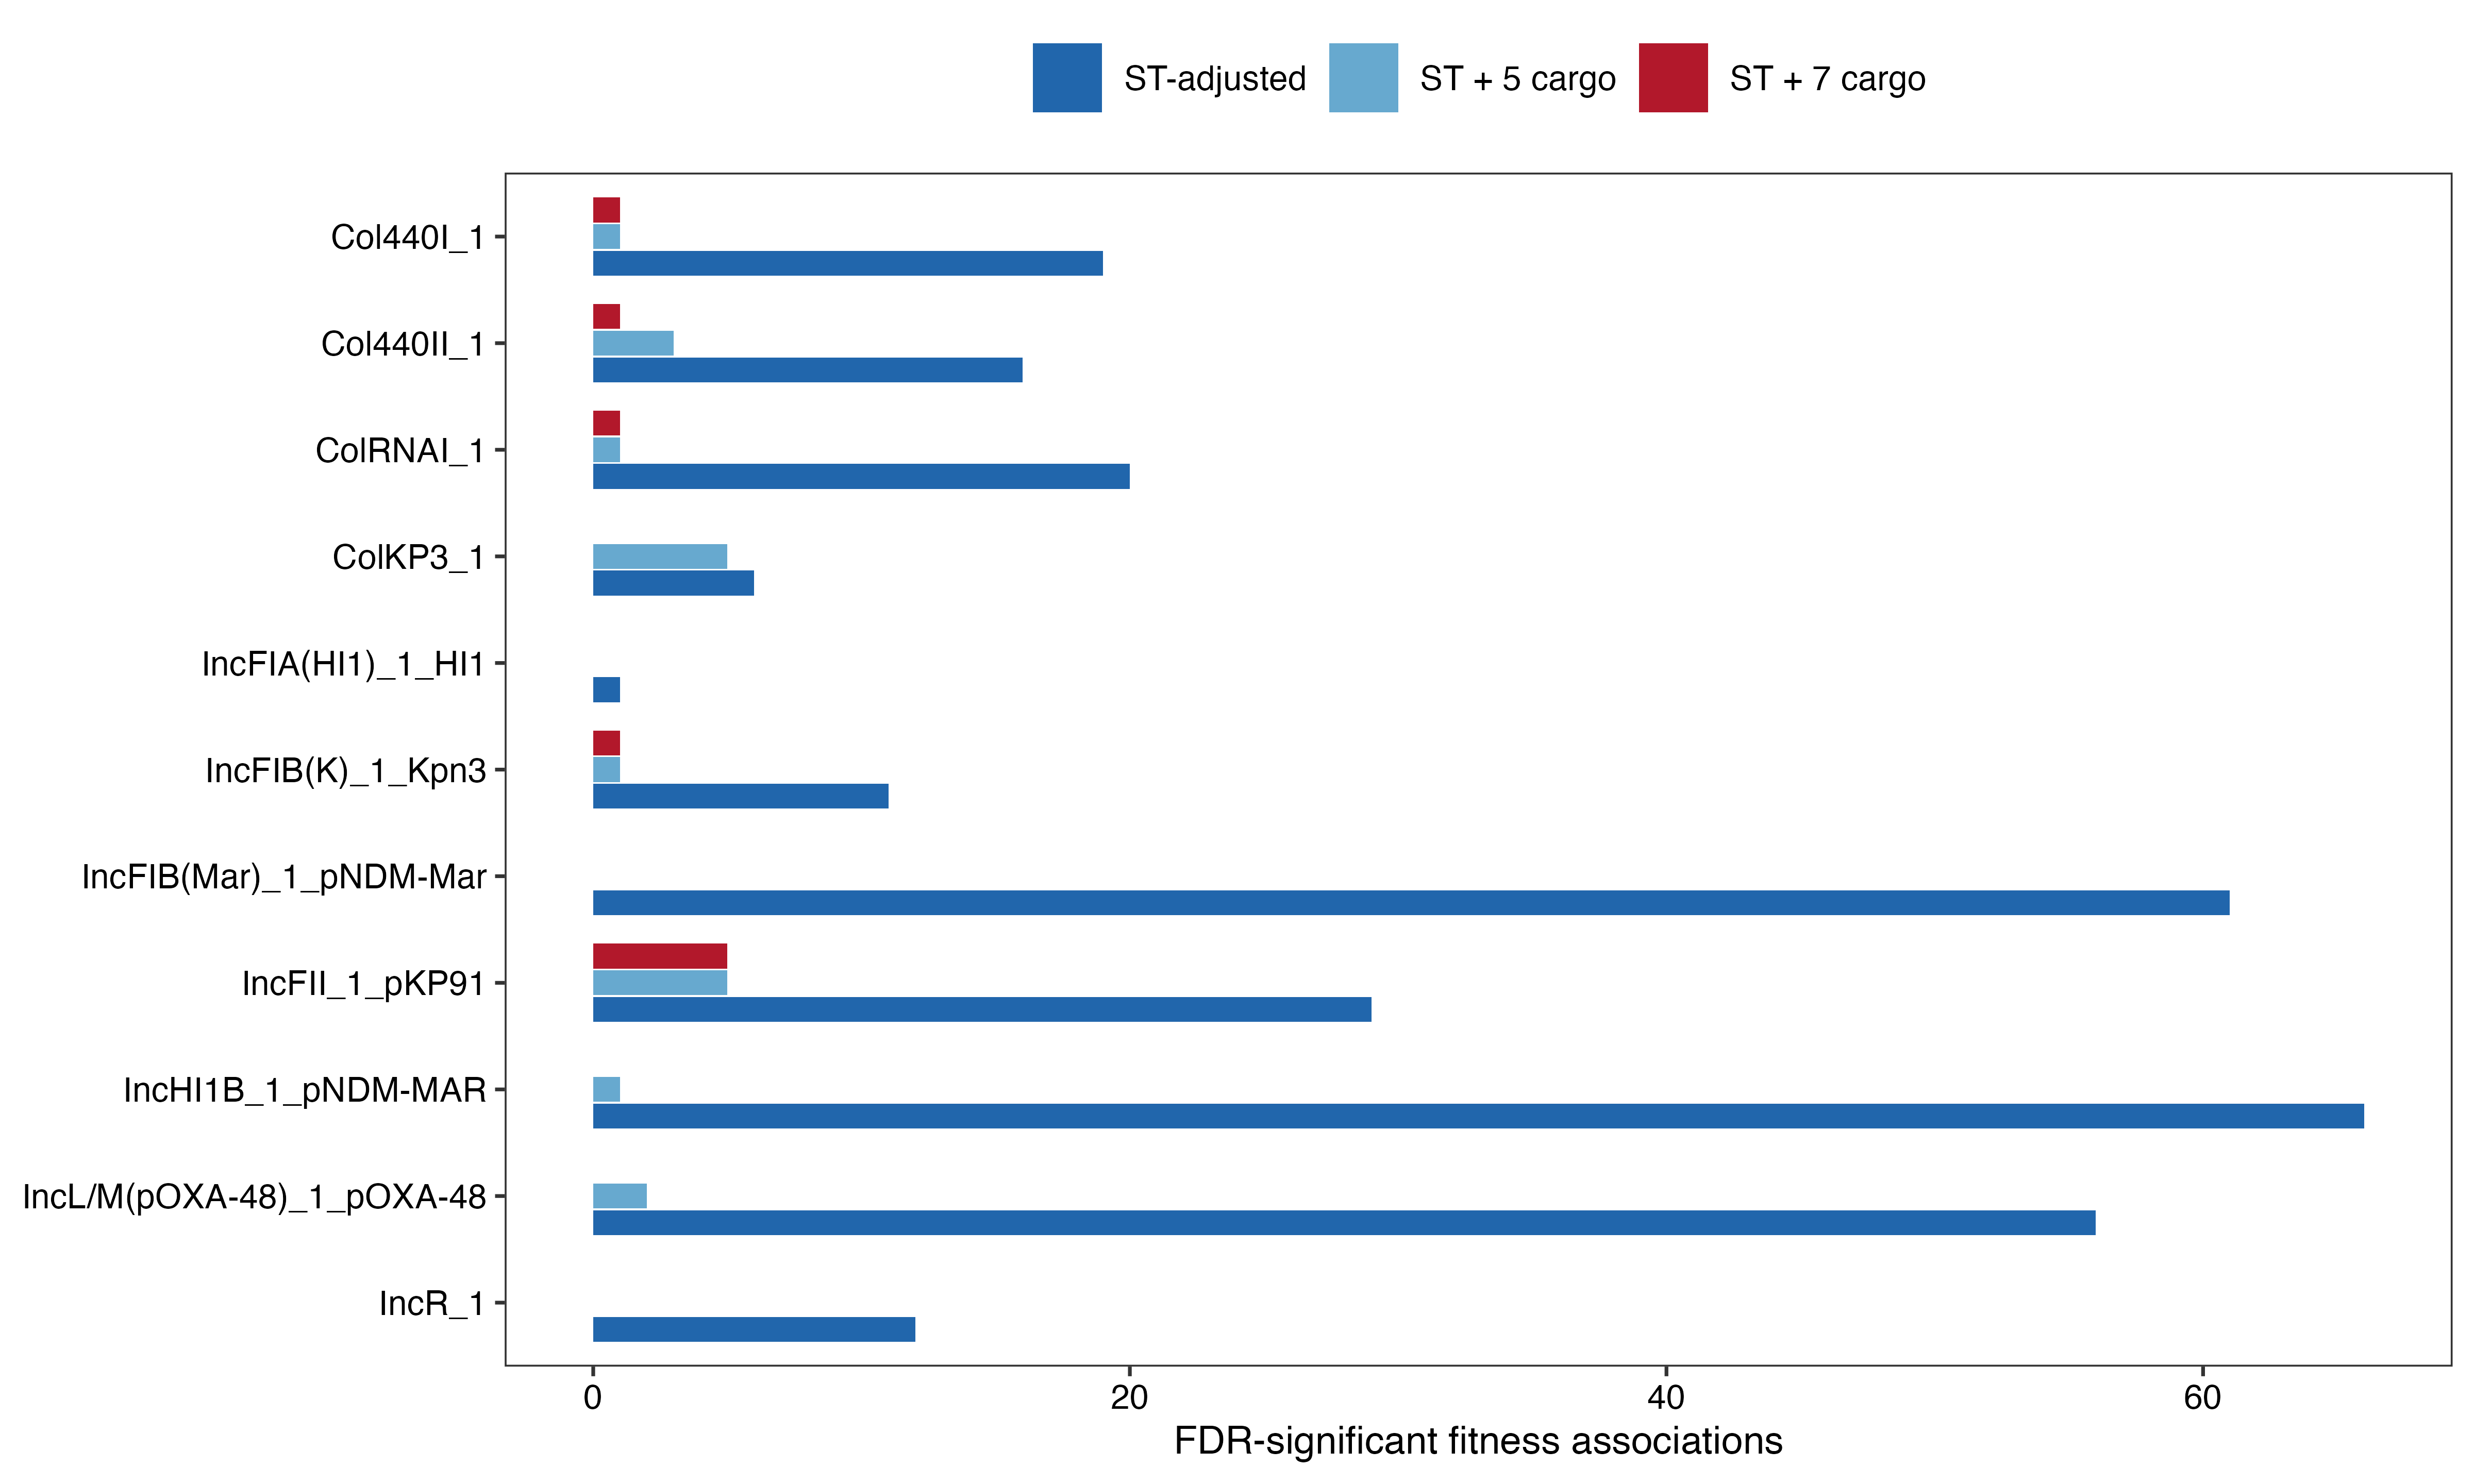 ST-adjusted ST + 5 cargo ST + 7 cargo
Col440I_1
Col440II_1
ColRNAI_1
ColKP3_1
IncFIA(HI1)_1_HI1
IncFIB(K)_1_Kpn3
IncFIB(Mar)_1_pNDM-Mar
IncFII_1_pKP91
IncHI1B_1_pNDM-MAR
IncL/M(pOXA-48)_1_pOXA-48
IncR_1
0 20 40 60
FDR-significant fitness associations